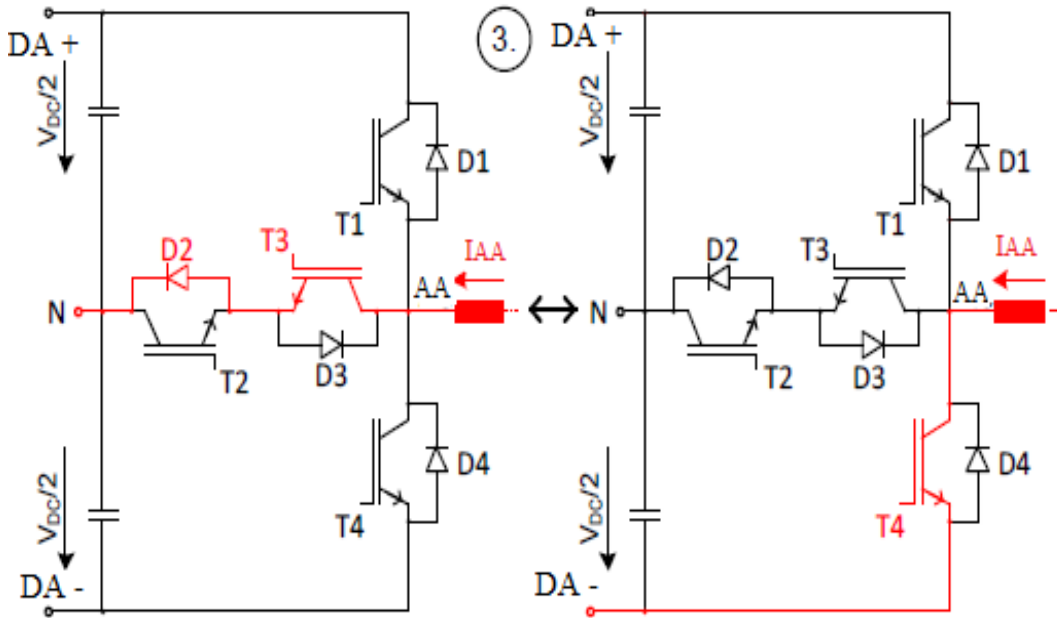 DA +
V_DC/2
D1
T1
D2
T3
IAA
N
AA
T2
D3
V_DC/2
D4
T4
DA -
3.
DA +
V_DC/2
D1
T1
D2
T3
IAA
N
AA,
T2
D3
V_DC/2
D4
T4
DA -